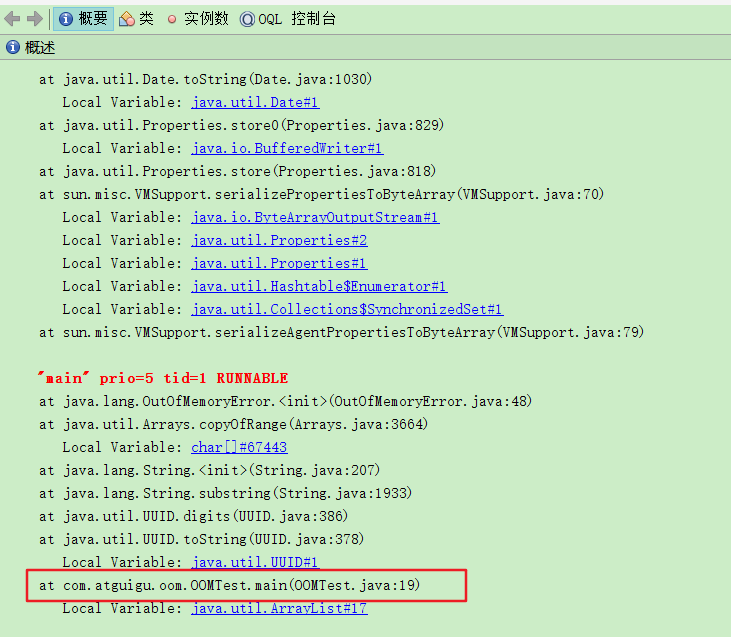 概要 类 实例数 OQL 控制台
概述
at java.util.Date.toString(Date.java:1030)
Local Variable: java.util.Date#1
at java.util.Properties.store0(Properties.java:829)
Local Variable: java.io.BufferedWriter#1
at java.util.Properties.store(Properties.java:818)
at sun.misc.VMSupport.serializePropertiesToByteArray(VMSupport.java:70)
Local Variable: java.io.ByteArrayOutputStream#1
Local Variable: java.util.Properties#2
Local Variable: java.util.Properties#1
Local Variable: java.util.Hashtable$Enumerator#1
Local Variable: java.util.Collections$SynchronizedSet#1
at sun.misc.VMSupport.serializeAgentPropertiesToByteArray(VMSupport.java:79)
"main" prio=5 tid=1 RUNNABLE
at java.lang.OutOfMemoryError.<init>(OutOfMemoryError.java:48)
at java.util.Arrays.copyOfRange(Arrays.java:3664)
Local Variable: char[]#67443
at java.lang.String.<init>(String.java:207)
at java.lang.String.substring(String.java:1933)
at java.util.UUID.digits(UUID.java:386)
at java.util.UUID.toString(UUID.java:378)
Local Variable: java.util.UUID#1
at com.atguigu.oom.OOMTest.main(OOMTest.java:19)
Local Variable: java.util.ArrayList#17